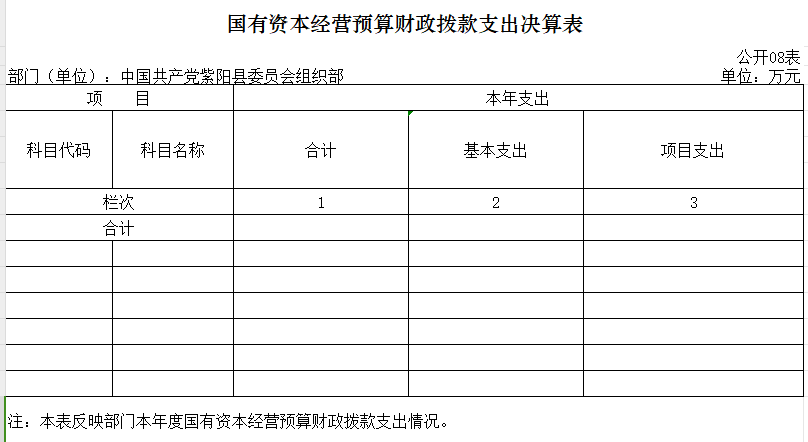 国有资本经营预算财政拨款支出决算表
公开08表
部门（单位）：中国共产党紫阳县委员会组织部 单位：万元
项 目 本年支出
科目代码 科目名称 合计 基本支出 项目支出
栏次 1 2 3
合计
注：本表反映部门本年度国有资本经营预算财政拨款支出情况。